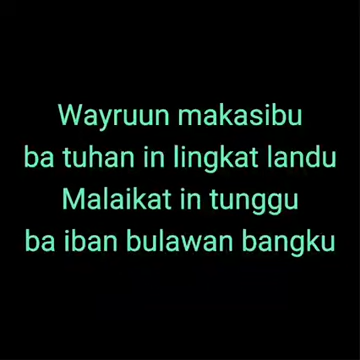 Wayruun makasibu
ba tuhan in lingkat landu
Malaikat in tunggu
ba iban bulawan bangku